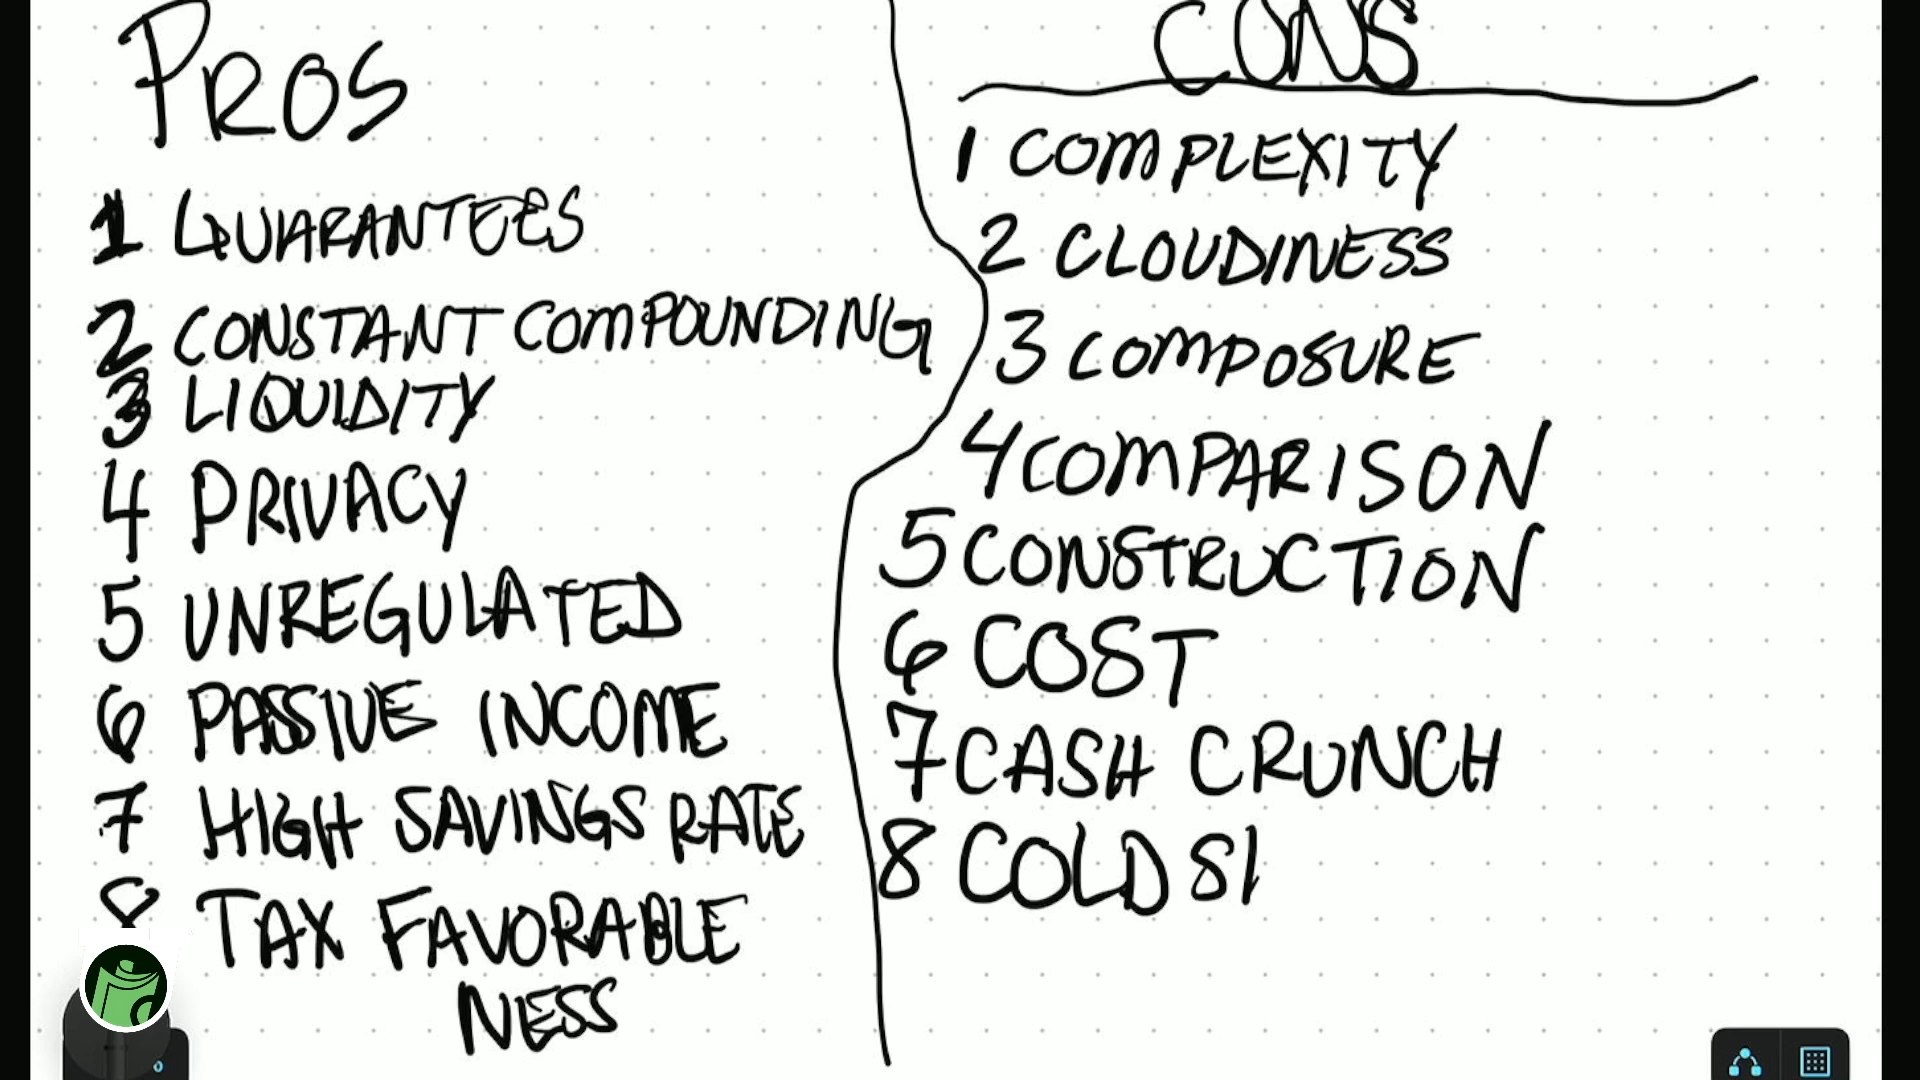 PROS
1 GUARANTEES
2 CONSTANT COMPOUNDING
3 LIQUIDITY
4 PRIVACY
5 UNREGULATED
6 PASSIVE INCOME
7 HIGH SAVINGS RATE
8 TAX FAVORABLE
NESS
CONS
1 COMPLEXITY
2 CLOUDINESS
3 COMPOSURE
4 COMPARISON
5 CONSTRUCTION
6 COST
7 CASH CRUNCH
8 COLD